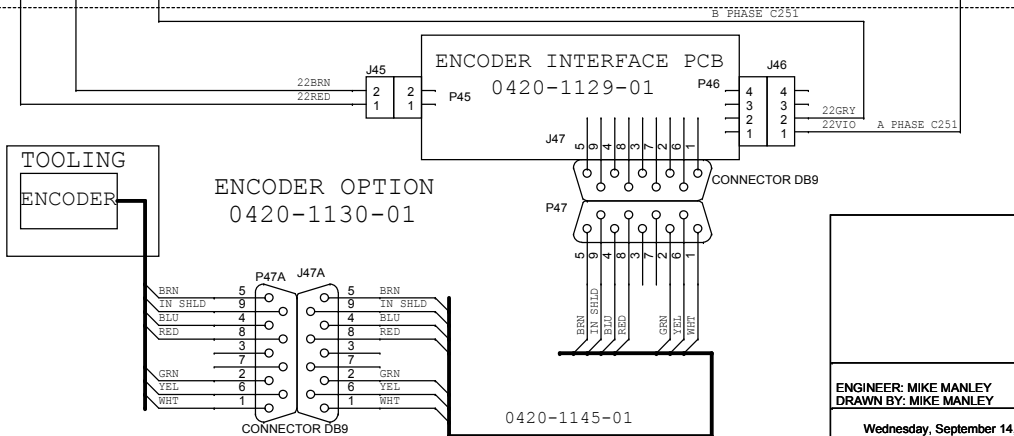 B PHASE C251
J45
22BRN
22RED
2
1
2
1
P45
ENCODER INTERFACE PCB
0420-1129-01
P46
J46
4
3
2
1
4
3
2
1
22GRY
22VIO
A PHASE C251
J47
5 9 4 8 3 7 2 6 1
CONNECTOR DB9
P47
5 9 4 8 3 7 2 6 1
BRN
IN SHLD
BLU
RED
GRN
YEL
WHT
TOOLING
ENCODER
ENCODER OPTION
0420-1130-01
P47A
J47A
BRN 5 5 BRN
IN SHLD 9 9 IN SHLD
BLU 4 4 BLU
RED 8 8 RED
3 3
7 7
GRN 2 2 GRN
YEL 6 6 YEL
WHT 1 1 WHT
CONNECTOR DB9
0420-1145-01
ENGINEER: MIKE MANLEY
DRAWN BY: MIKE MANLEY
Wednesday, September 14,